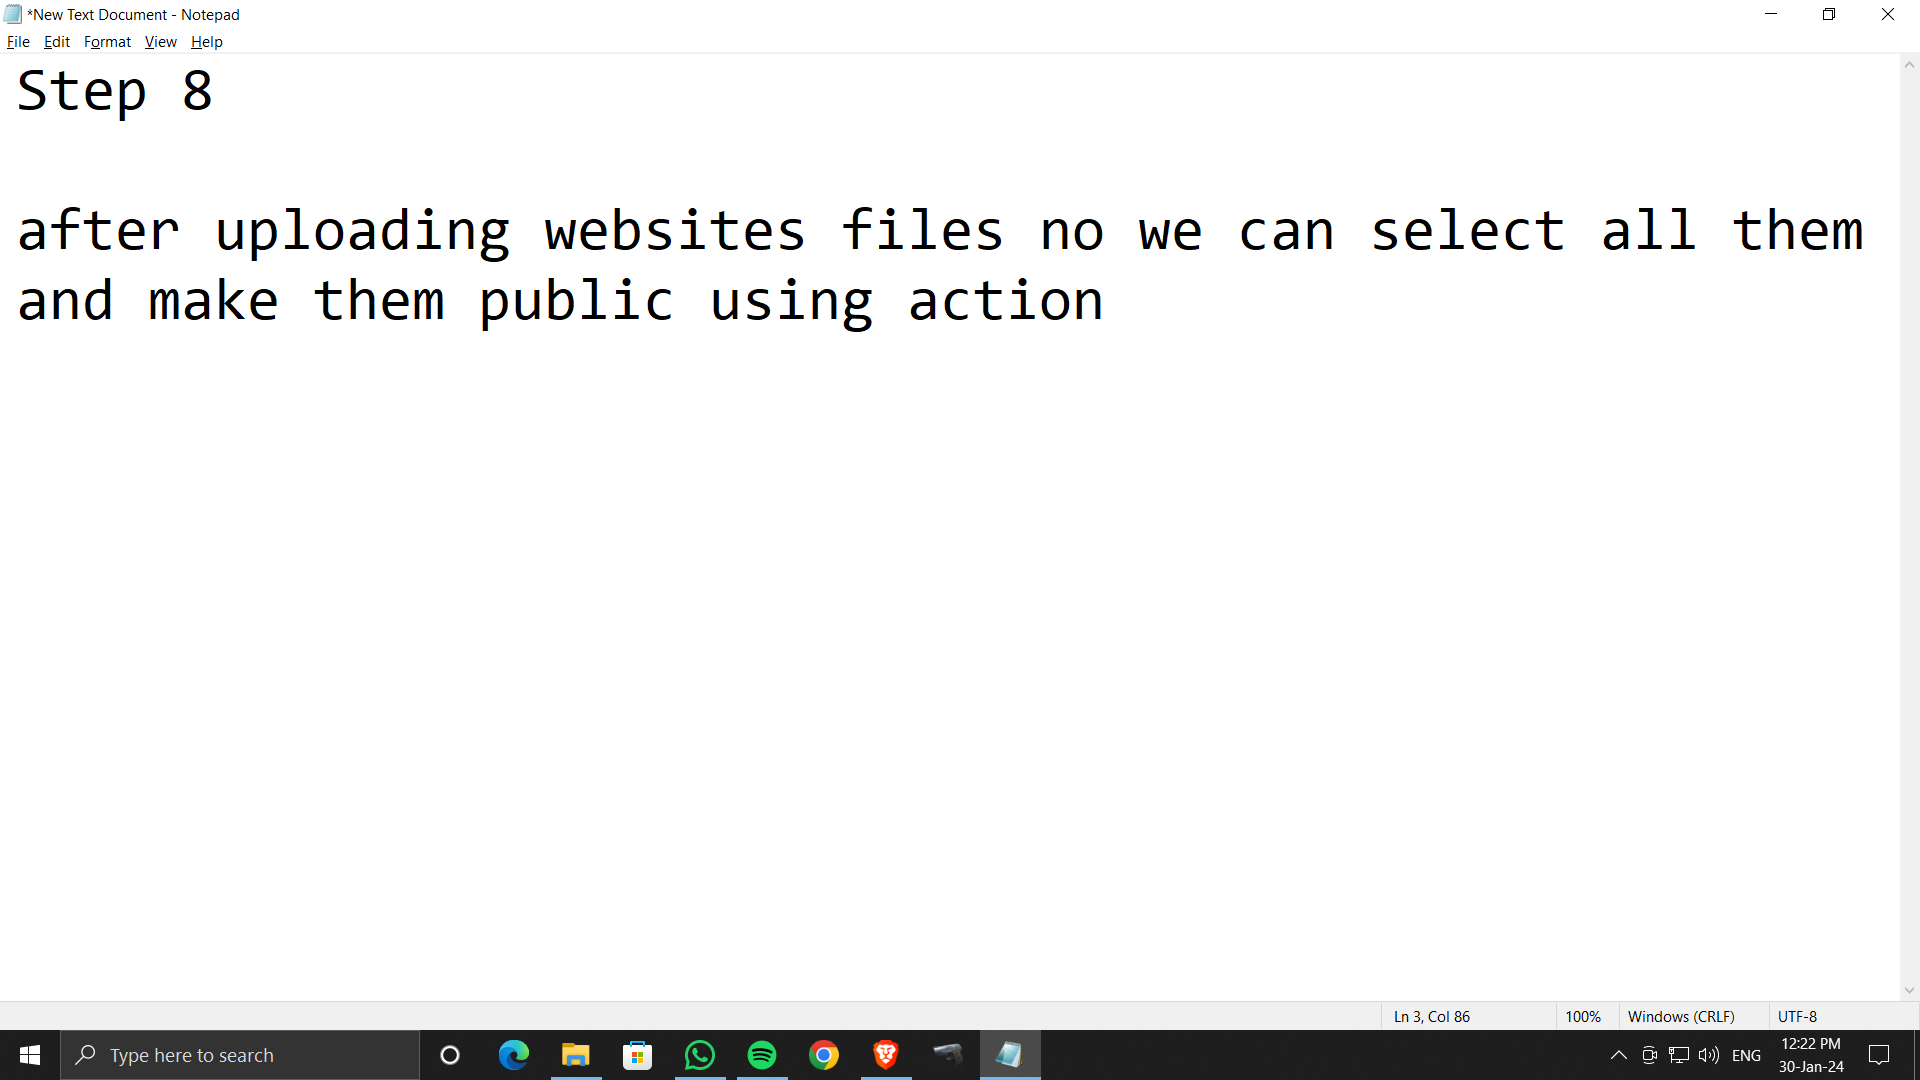 *New Text Document - Notepad
File Edit Format View Help
Step 8
after uploading websites files no we can select all them
and make them public using action
Ln 3, Col 86 100% Windows (CRLF) UTF-8
Type here to search ENG 12:22 PM
30-Jan-24